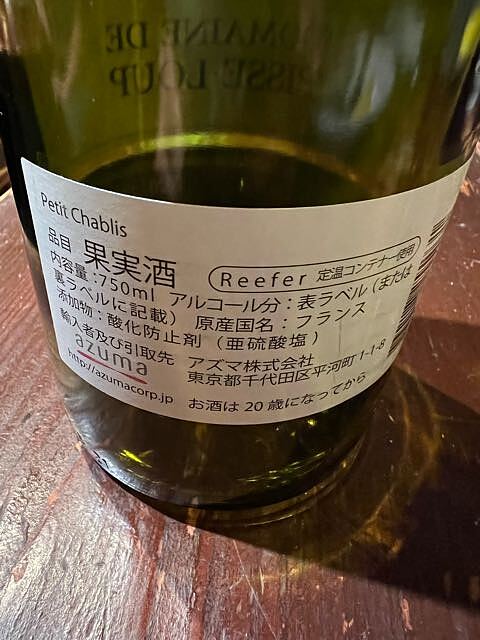 DOMAINE DE
PISSE-LOUP
Petit Chablis
品目 果実酒 Reefer 定温コンテナー使用
内容量:750ml アルコール分:表ラベル(または
裏ラベルに記載) 原産国名:フランス
添加物:酸化防止剤(亜硫酸塩)
輸入者及び引取先 アズマ株式会社
azuma 東京都千代田区平河町1-1-8
http://azumacorp.jp お酒は20歳になってから